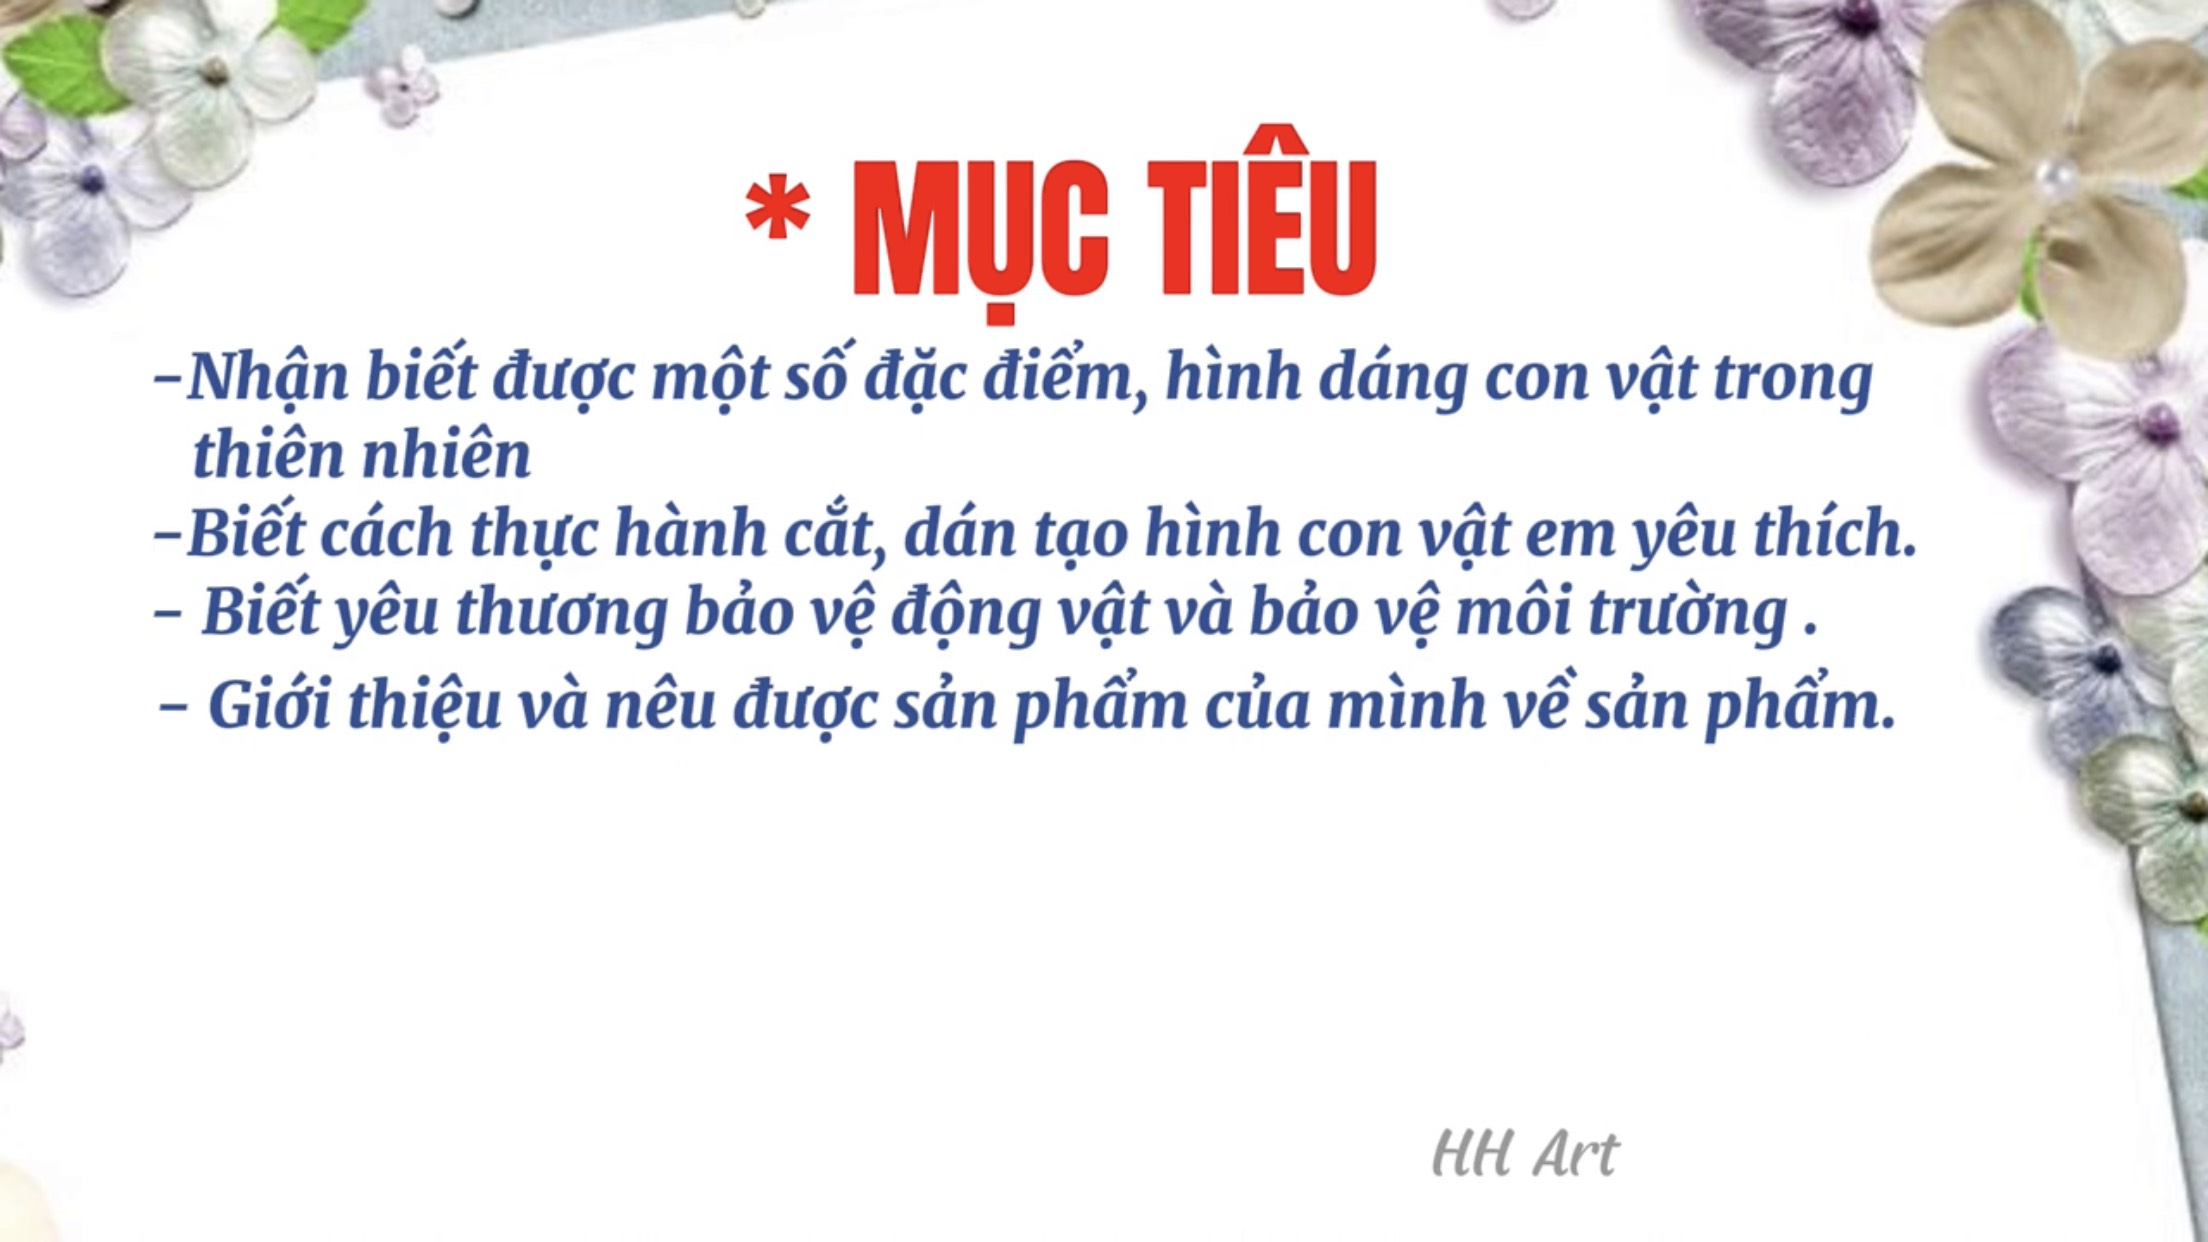 * MỤC TIÊU
-Nhận biết được một số đặc điểm, hình dáng con vật trong
thiên nhiên
-Biết cách thực hành cắt, dán tạo hình con vật em yêu thích.
- Biết yêu thương bảo vệ động vật và bảo vệ môi trường .
- Giới thiệu và nêu được sản phẩm của mình về sản phẩm.
HH Art